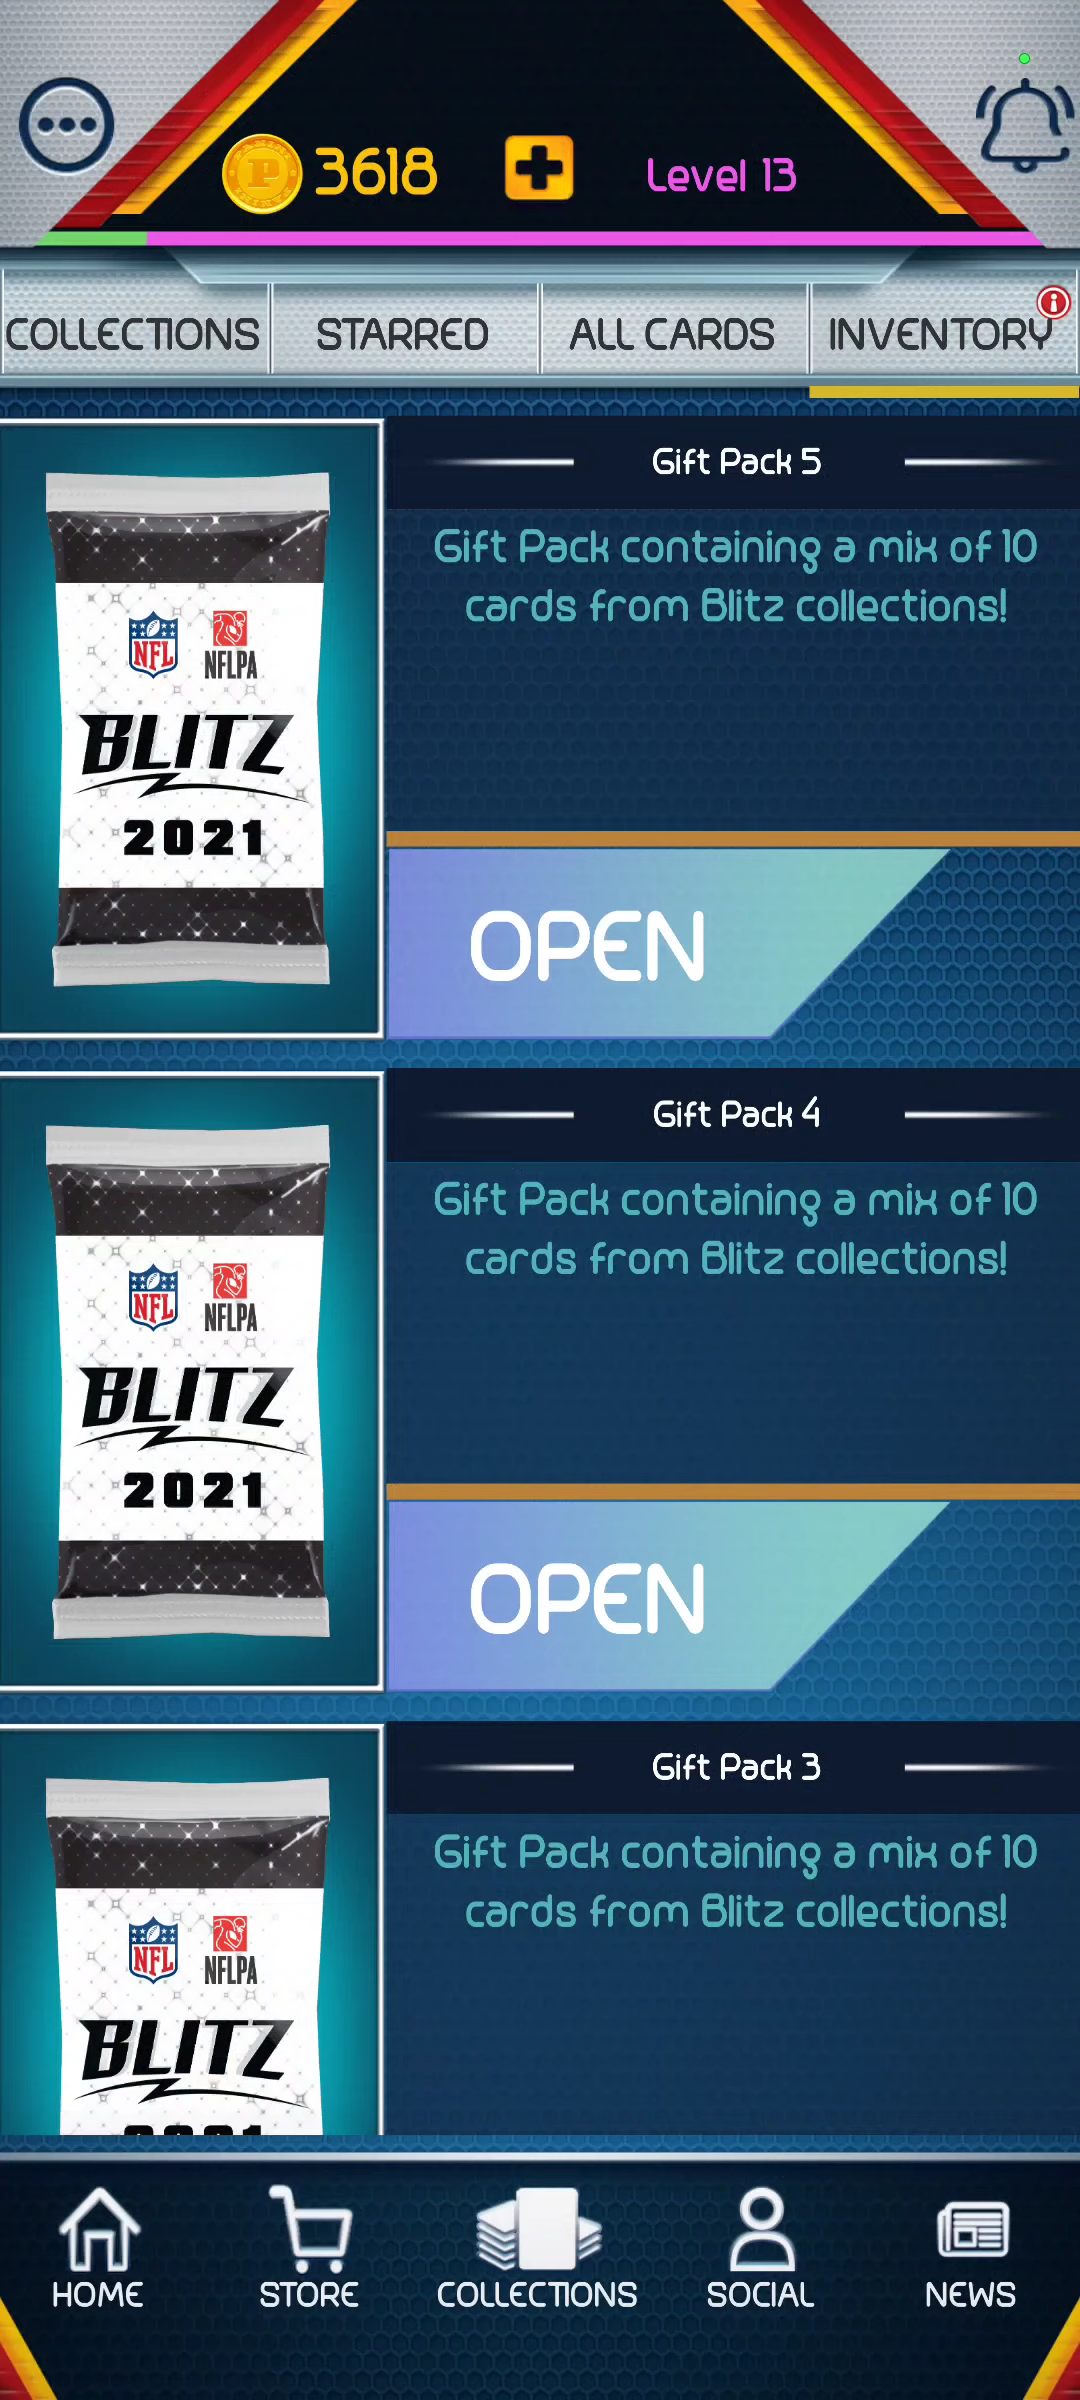 3618
Level 13
COLLECTIONS
STARRED
ALL CARDS
INVENTORY
Gift Pack 5
Gift Pack containing a mix of 10
cards from Blitz collections!
NFL
NFLPA
BLITZ
2021
OPEN
Gift Pack 4
Gift Pack containing a mix of 10
cards from Blitz collections!
NFL
NFLPA
BLITZ
2021
OPEN
Gift Pack 3
Gift Pack containing a mix of 10
cards from Blitz collections!
NFL
NFLPA
BLITZ
2021
HOME
STORE
COLLECTIONS
SOCIAL
NEWS